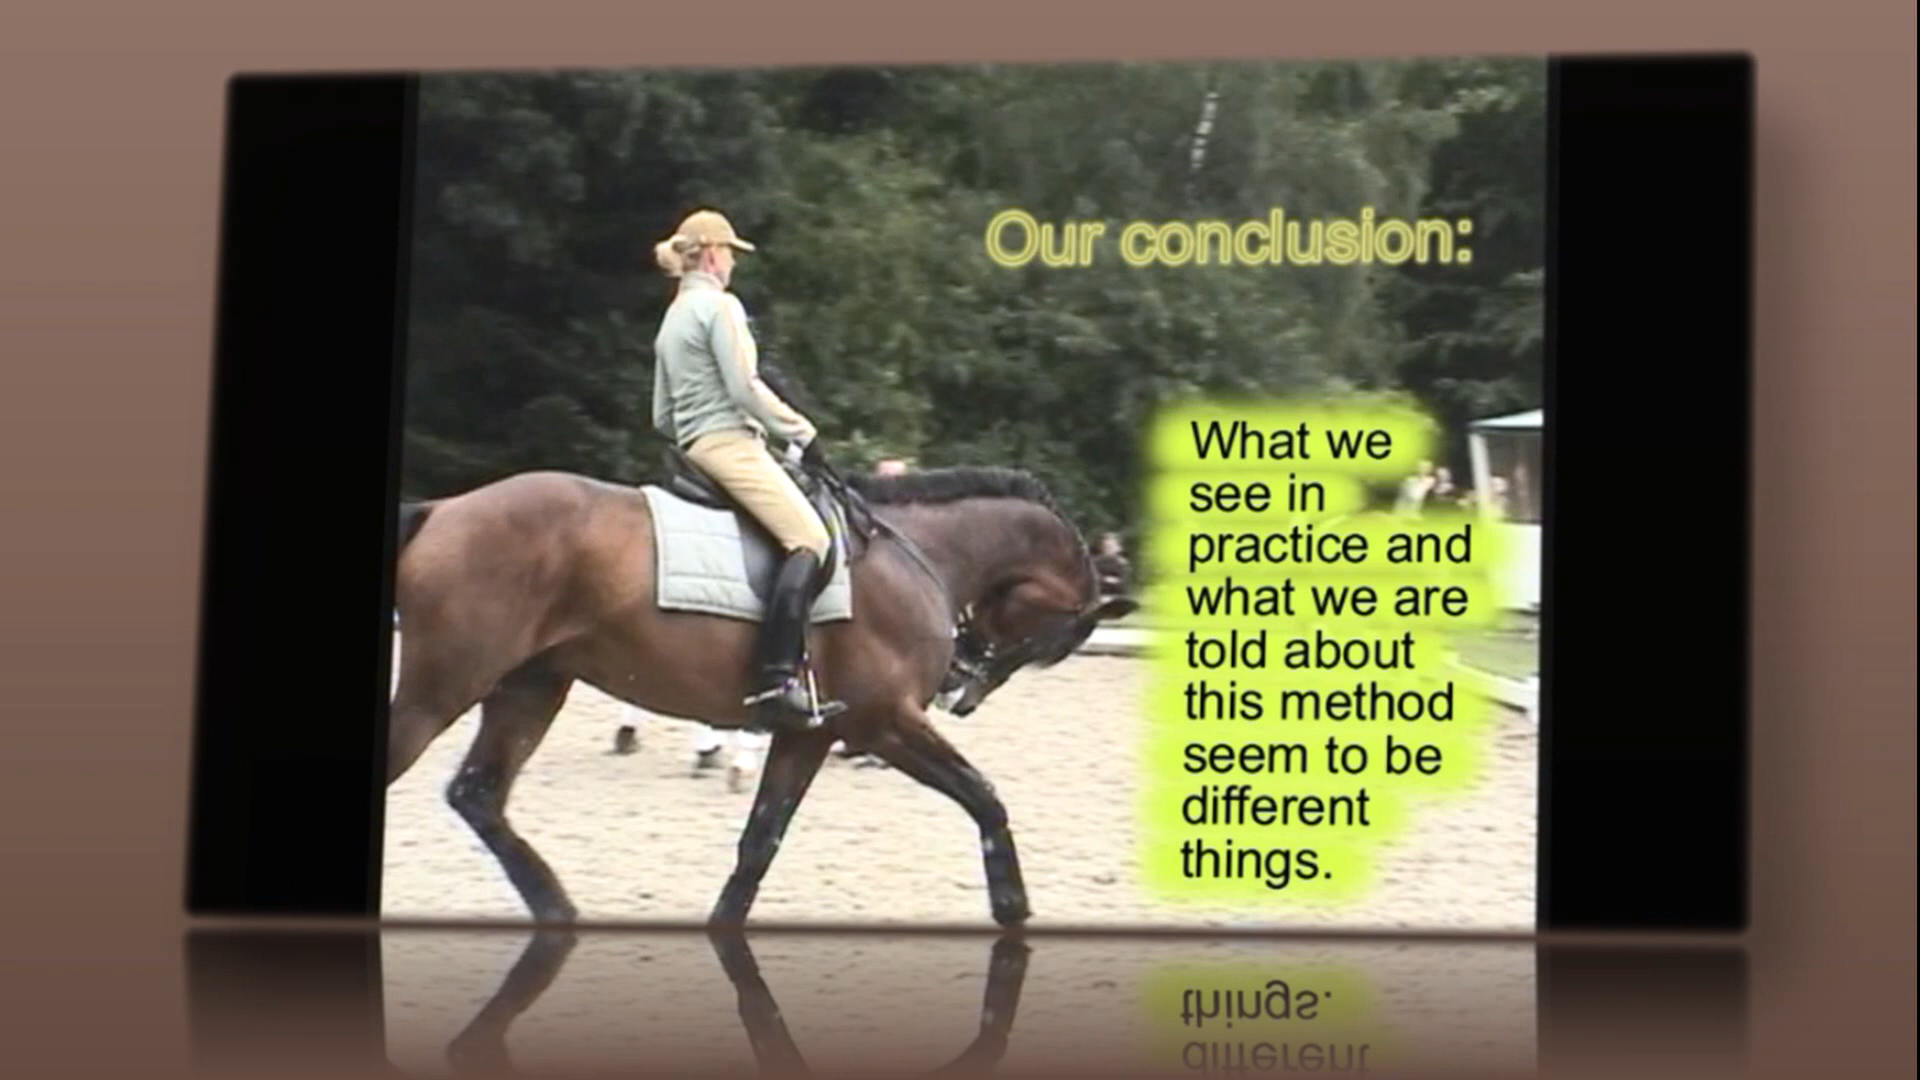 Our conclusion:
What we
see in
practice and
what we are
told about
this method
seem to be
different
things.